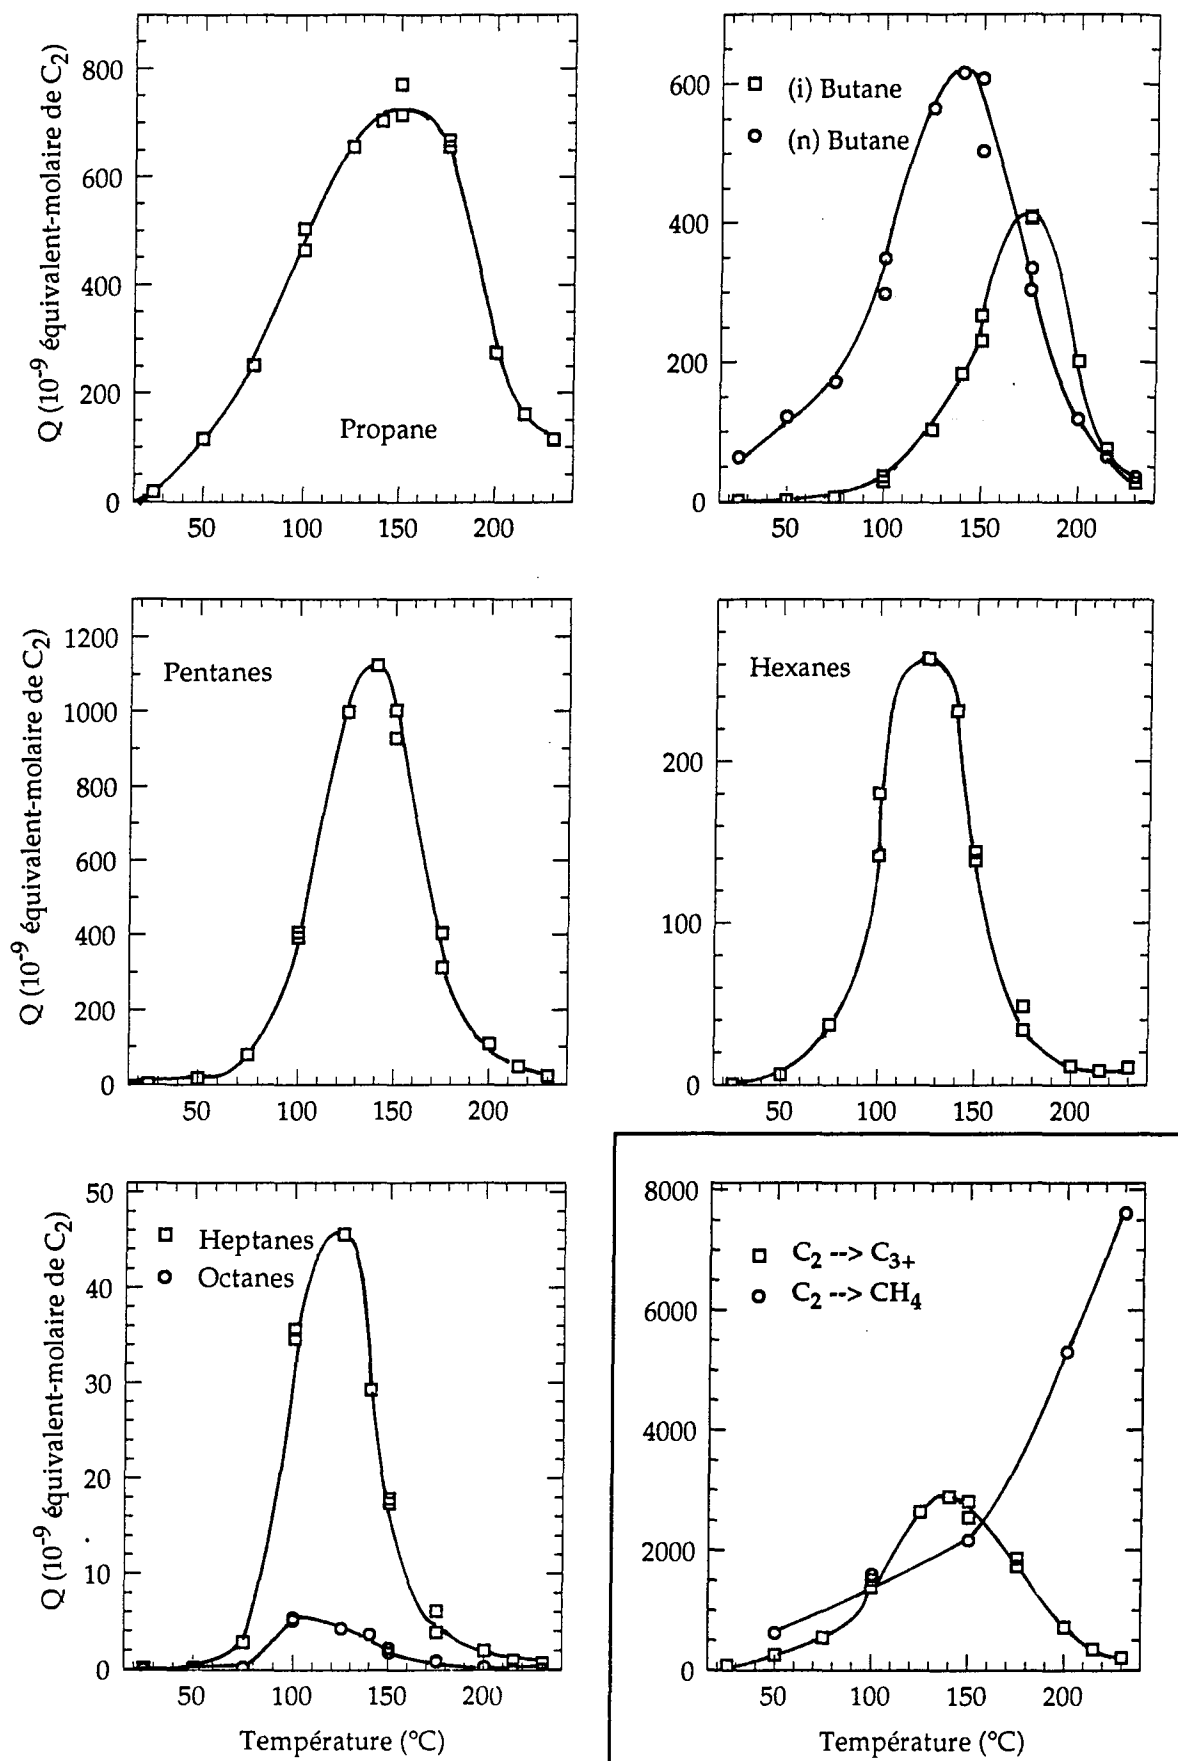 Q (10⁻⁹ équivalent-molaire de C₂)
800
600
400
200
0
Propane
50 100 150 200
600
400
200
0
(i) Butane
(n) Butane
50 100 150 200
Q (10⁻⁹ équivalent-molaire de C₂)
1200
1000
800
600
400
200
0
Pentanes
50 100 150 200
200
100
0
Hexanes
50 100 150 200
Q (10⁻⁹ équivalent-molaire de C₂)
50
40
30
20
10
0
Heptanes
Octanes
50 100 150 200
Température (°C)
8000
6000
4000
2000
0
C₂ --> C₃₊
C₂ --> CH₄
50 100 150 200
Température (°C)